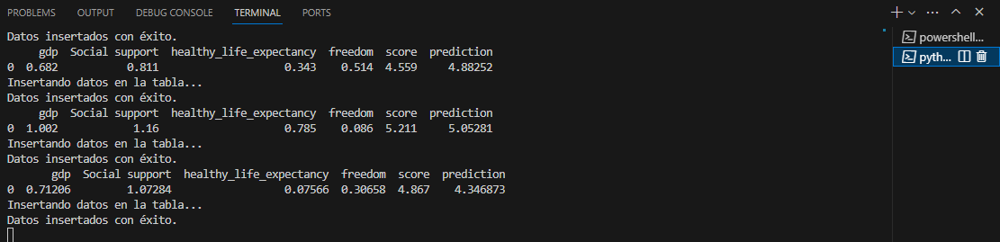 PROBLEMS OUTPUT DEBUG CONSOLE TERMINAL PORTS
Datos insertados con éxito.
gdp Social support healthy_life_expectancy freedom score prediction
0 0.682 0.811 0.343 0.514 4.559 4.88252
Insertando datos en la tabla...
Datos insertados con éxito.
gdp Social support healthy_life_expectancy freedom score prediction
0 1.002 1.16 0.785 0.086 5.211 5.05281
Insertando datos en la tabla...
Datos insertados con éxito.
gdp Social support healthy_life_expectancy freedom score prediction
0 0.71206 1.07284 0.07566 0.30658 4.867 4.346873
Insertando datos en la tabla...
Datos insertados con éxito.
powershell...
pyth...